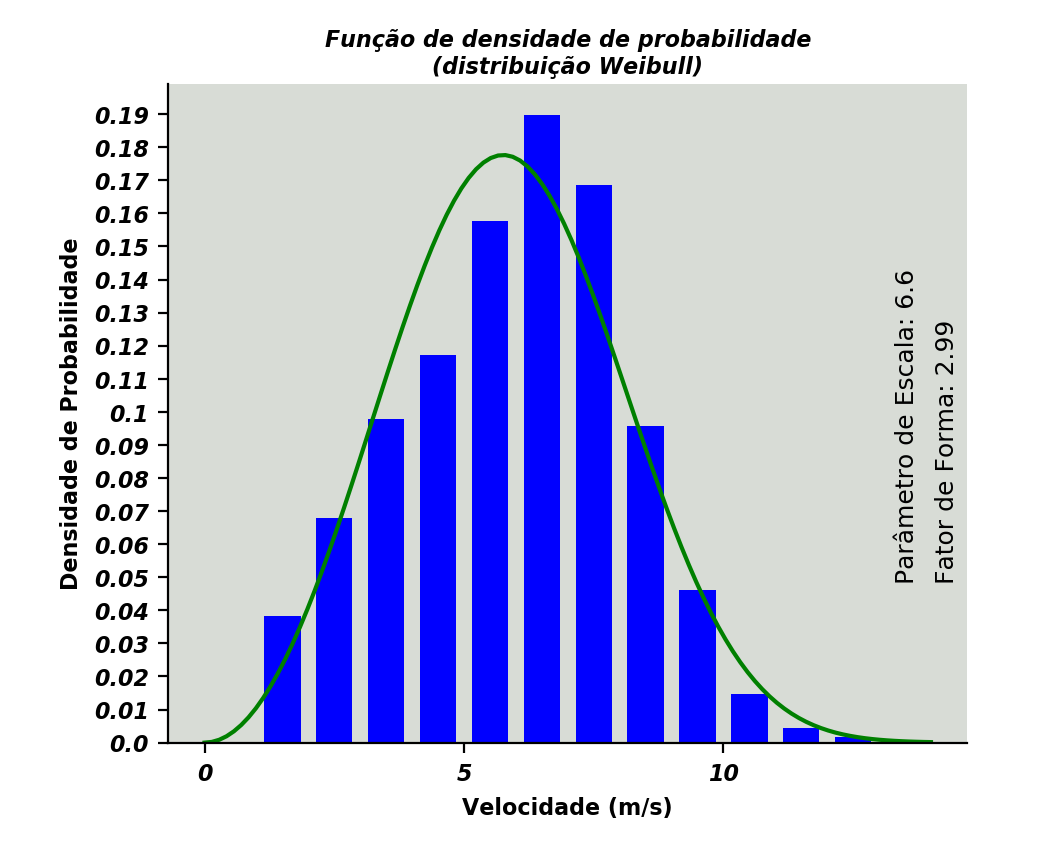 Função de densidade de probabilidade
(distribuição Weibull)
Densidade de Probabilidade
0.19
0.18
0.17
0.16
0.15
0.14
0.13
0.12
0.11
0.1
0.09
0.08
0.07
0.06
0.05
0.04
0.03
0.02
0.01
0.0
Parâmetro de Escala: 6.6
Fator de Forma: 2.99
0 5 10
Velocidade (m/s)